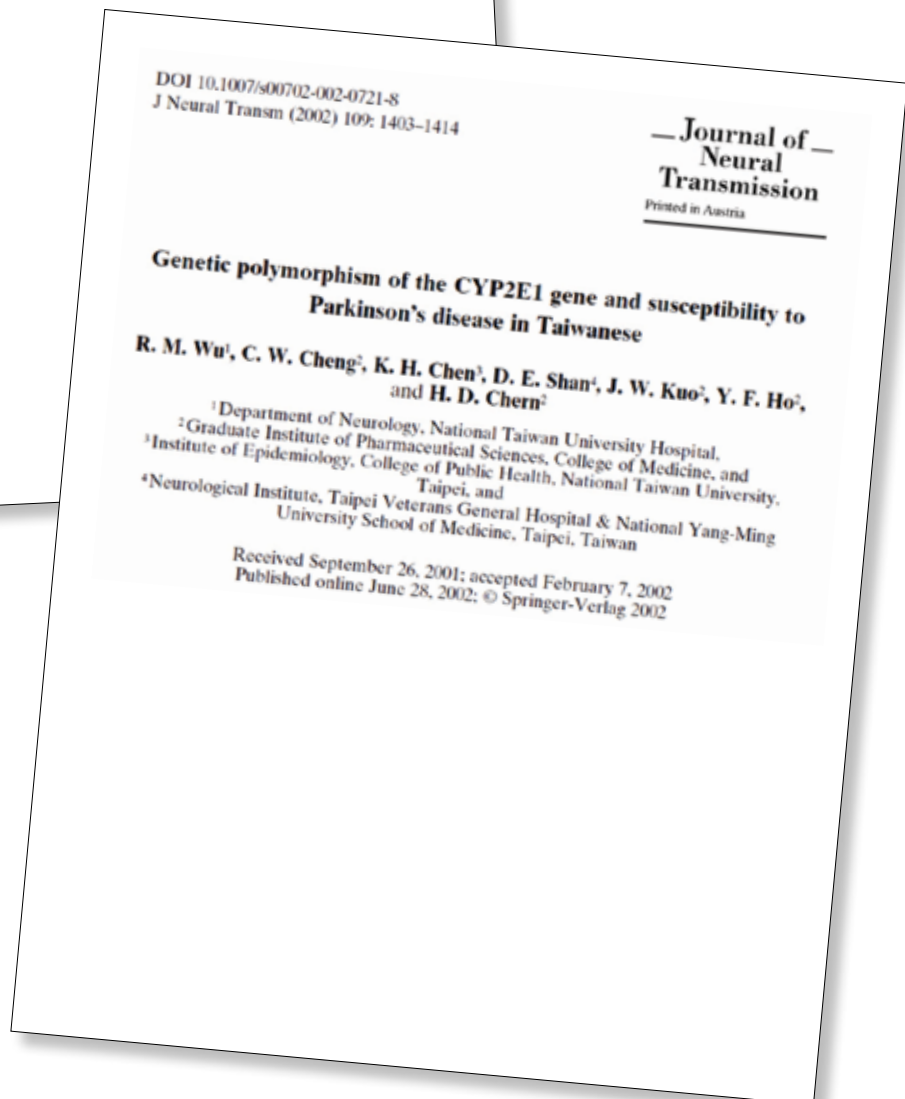 DOI 10.1007/s00702-002-0721-8
J Neural Transm (2002) 109: 1403–1414
— Journal of —
Neural
Transmission
Printed in Austria
Genetic polymorphism of the CYP2E1 gene and susceptibility to
Parkinson's disease in Taiwanese
R. M. Wu¹, C. W. Cheng², K. H. Chen³, D. E. Shan⁴, J. W. Kuo², Y. F. Ho²,
and H. D. Chern²
¹Department of Neurology, National Taiwan University Hospital,
²Graduate Institute of Pharmaceutical Sciences, College of Medicine, and
³Institute of Epidemiology, College of Public Health, National Taiwan University,
Taipei, and
⁴Neurological Institute, Taipei Veterans General Hospital & National Yang-Ming
University School of Medicine, Taipei, Taiwan
Received September 26, 2001; accepted February 7, 2002
Published online June 28, 2002; © Springer-Verlag 2002